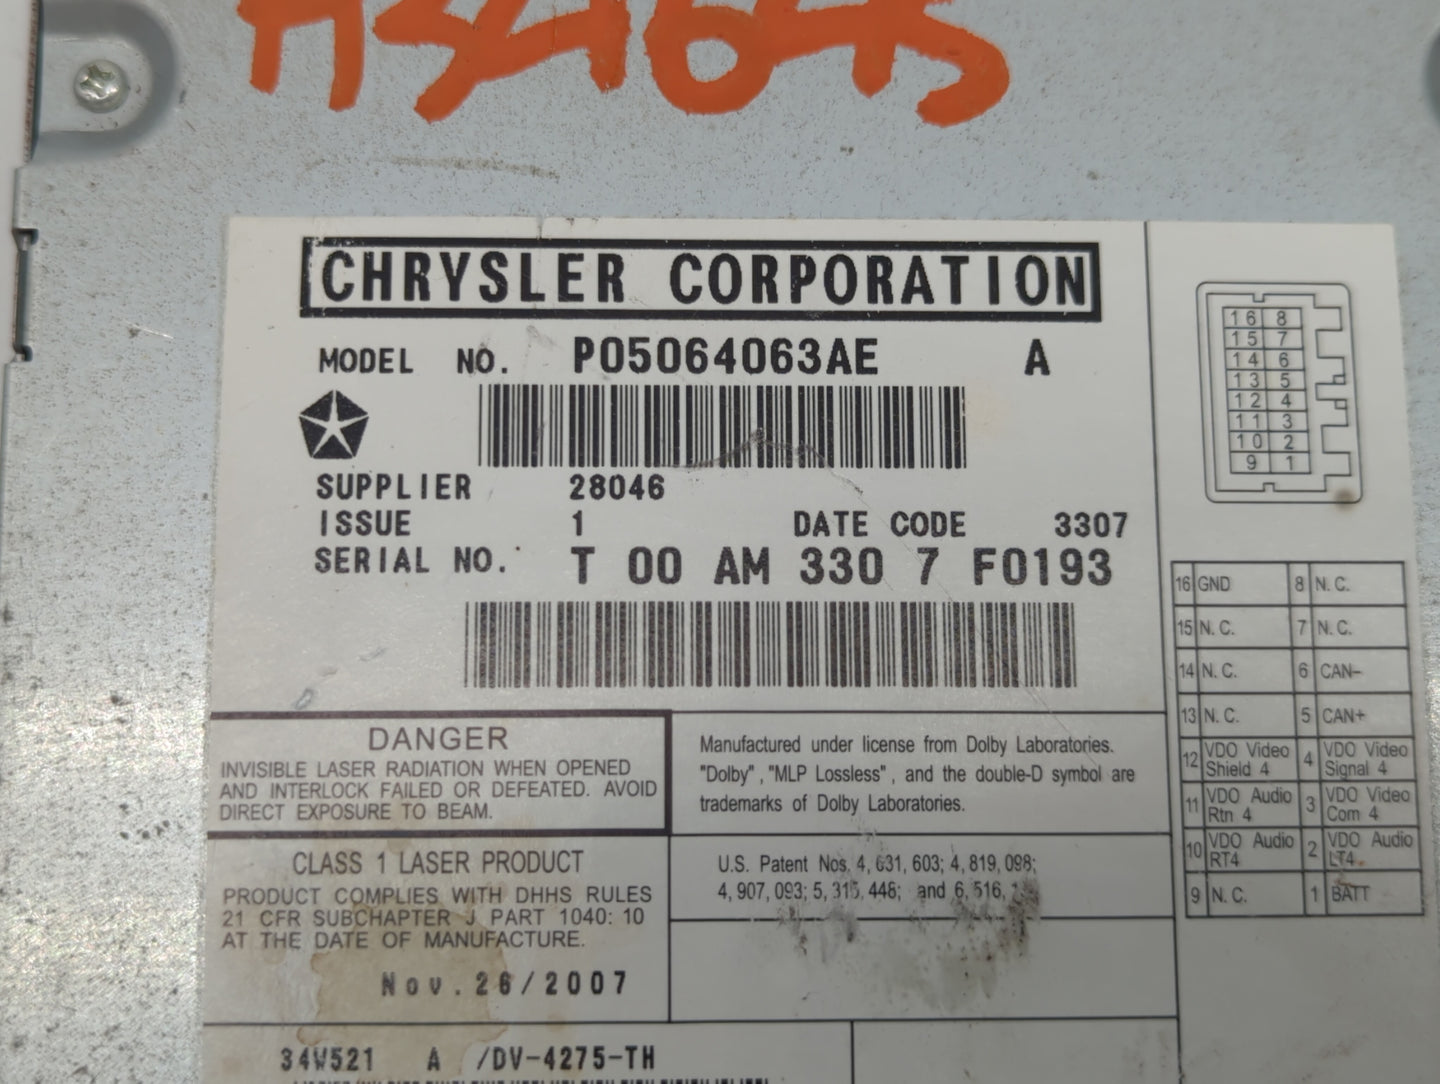 CHRYSLER CORPORATION
MODEL NO. P05064063AE A
SUPPLIER 28046
ISSUE 1 DATE CODE 3307
SERIAL NO. T 00 AM 330 7 F0193
DANGER
INVISIBLE LASER RADIATION WHEN OPENED
AND INTERLOCK FAILED OR DEFEATED. AVOID
DIRECT EXPOSURE TO BEAM.
Manufactured under license from Dolby Laboratories.
"Dolby", "MLP Lossless", and the double-D symbol are
trademarks of Dolby Laboratories.
CLASS 1 LASER PRODUCT
PRODUCT COMPLIES WITH DHHS RULES
21 CFR SUBCHAPTER J PART 1040: 10
AT THE DATE OF MANUFACTURE.
Nov. 26/2007
U.S. Patent Nos. 4, 631, 603; 4, 819, 098;
4, 907, 093; 5, 315, 448; and 6, 516,
34W521 A /DV-4275-TH
16 8
15 7
14 6
13 5
12 4
11 3
10 2
9 1
16 GND 8 N. C.
15 N. C. 7 N. C.
14 N. C. 6 CAN-
13 N. C. 5 CAN+
12 VDO Video Shield 4 4 VDO Video Signal 4
11 VDO Audio Rtn 4 3 VDO Video Com 4
10 VDO Audio RT4 2 VDO Audio LT4
9 N. C. 1 BATT